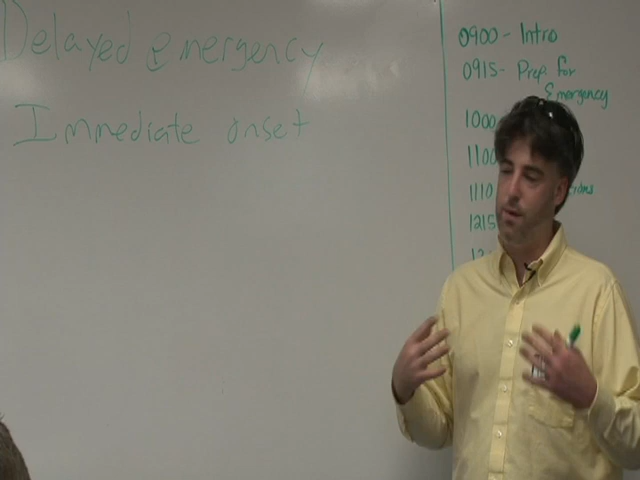 Delayed emergency
Immediate onset
0900 - Intro
0915- Prep for
Emergency
1000
1100
1110
1215